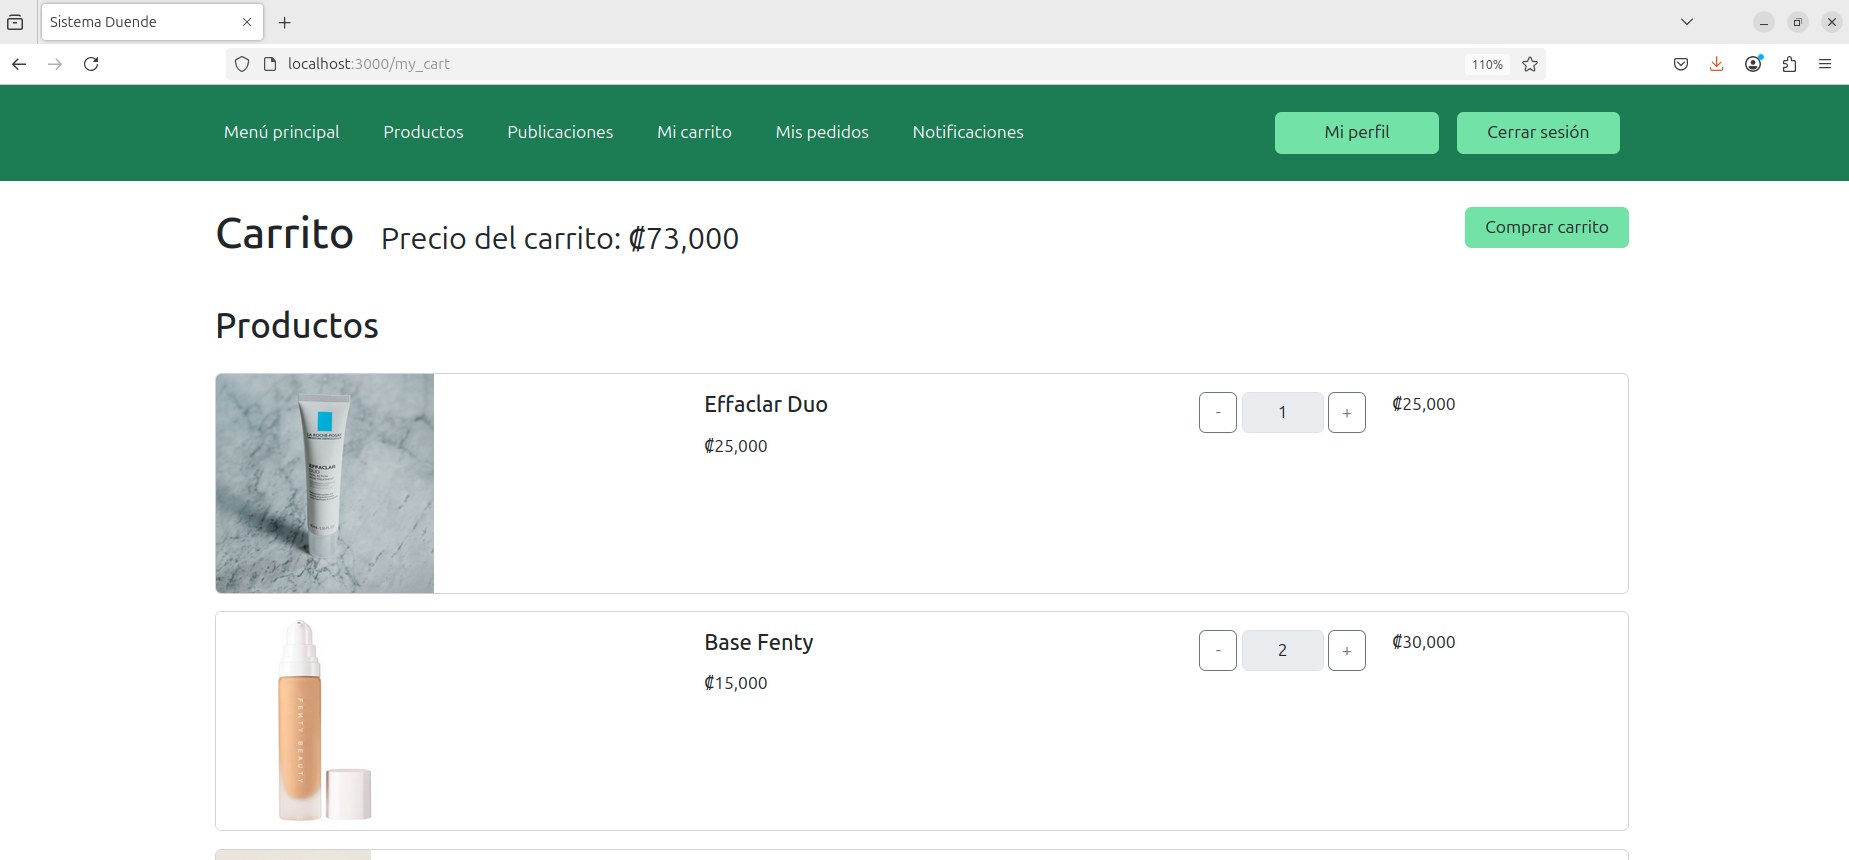 Sistema Duende
localhost:3000/my_cart
110%
Menú principal Productos Publicaciones Mi carrito Mis pedidos Notificaciones Mi perfil Cerrar sesión
Carrito Precio del carrito: ₡73,000 Comprar carrito
Productos
Effaclar Duo - 1 + ₡25,000
₡25,000
LA ROCHE-POSAY
EFFACLAR
DUO
Base Fenty - 2 + ₡30,000
₡15,000
FENTY BEAUTY